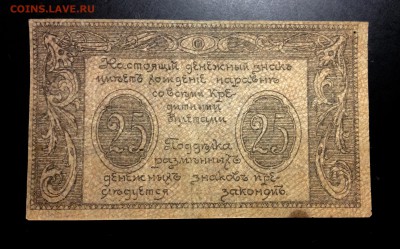 COINS.LAVE.RU
Настоящій денежный знакъ
имѣетъ хожденіе наравнѣ
со всѣми кре-
дитными
билетами
25 25
Поддѣлка
размѣнныхъ
денежныхъ знаковъ пре-
слѣдуется закономъ